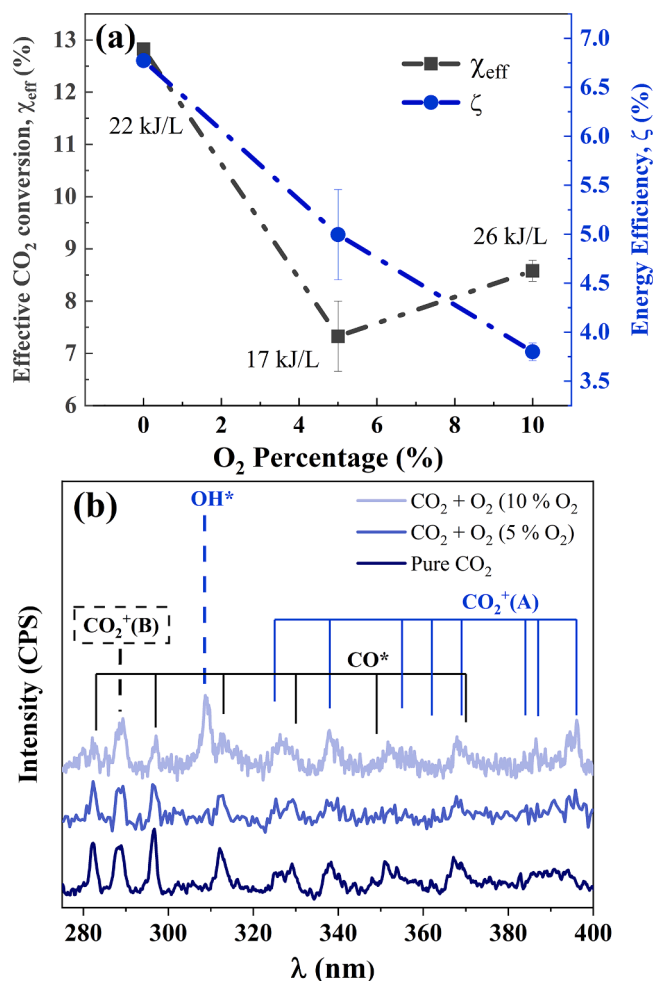 (a)
χeff
ζ
22 kJ/L
17 kJ/L
26 kJ/L
Effective CO2 conversion, χeff (%)
13
12
11
10
9
8
7
6
Energy Efficiency, ζ (%)
7.0
6.5
6.0
5.5
5.0
4.5
4.0
3.5
0 2 4 6 8 10
O2 Percentage (%)
(b)
OH*
CO2 + O2 (10 % O2
CO2 + O2 (5 % O2)
Pure CO2
CO2+(B)
CO2+(A)
CO*
Intensity (CPS)
280 300 320 340 360 380 400
λ (nm)